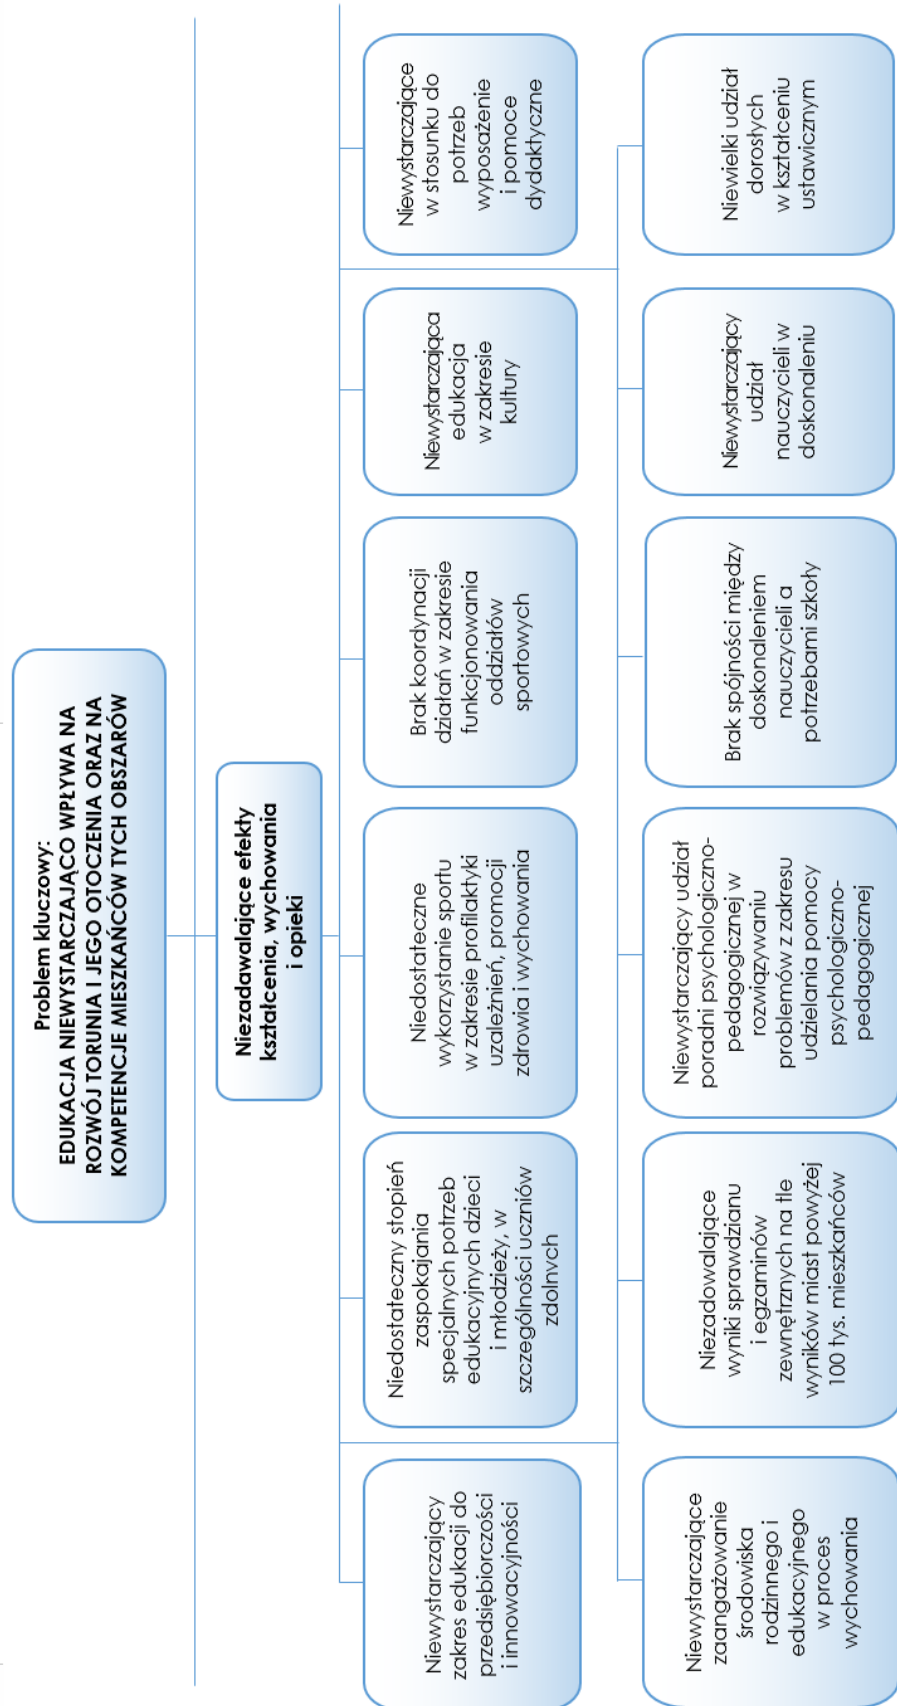 Problem kluczowy:
EDUKACJA NIEWYSTARCZAJĄCO WPŁYWA NA
ROZWÓJ TORUNIA I JEGO OTOCZENIA ORAZ NA
KOMPETENCJE MIESZKAŃCÓW TYCH OBSZARÓW
Niezadawalające efekty
kształcenia, wychowania
i opieki
Niewystarczający
zakres edukacji do
przedsiębiorczości
i innowacyjności
Niedostateczny stopień
zaspokajania
specjalnych potrzeb
edukacyjnych dzieci
i młodzieży, w
szczególności uczniów
zdolnych
Niedostateczne
wykorzystanie sportu
w zakresie profilaktyki
uzależnień, promocji
zdrowia i wychowania
Brak koordynacji
działań w zakresie
funkcjonowania
oddziałów
sportowych
Niewystarczająca
edukacja
w zakresie
kultury
Niewystarczające
w stosunku do
potrzeb
wyposażenie
i pomoce
dydaktyczne
Niewystarczające
zaangażowanie
środowiska
rodzinnego i
edukacyjnego
w proces
wychowania
Niezadowalające
wyniki sprawdzianu
i egzaminów
zewnętrznych na tle
wyników miast powyżej
100 tys. mieszkańców
Niewystarczający udział
poradni psychologiczno-
pedagogicznej w
rozwiązywaniu
problemów z zakresu
udzielania pomocy
psychologiczno-
pedagogicznej
Brak spójności między
doskonaleniem
nauczycieli a
potrzebami szkoły
Niewystarczający
udział
nauczycieli w
doskonaleniu
Niewielki udział
dorosłych
w kształceniu
ustawicznym